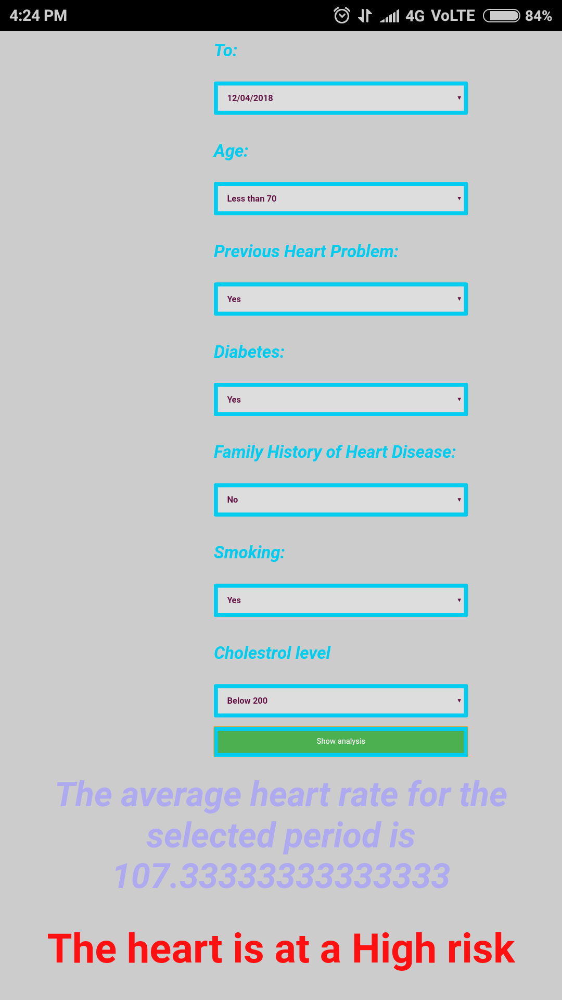 4:24 PM 4G VoLTE 84%
To:
12/04/2018
Age:
Less than 70
Previous Heart Problem:
Yes
Diabetes:
Yes
Family History of Heart Disease:
No
Smoking:
Yes
Cholestrol level
Below 200
Show analysis
The average heart rate for the
selected period is
107.33333333333333
The heart is at a High risk